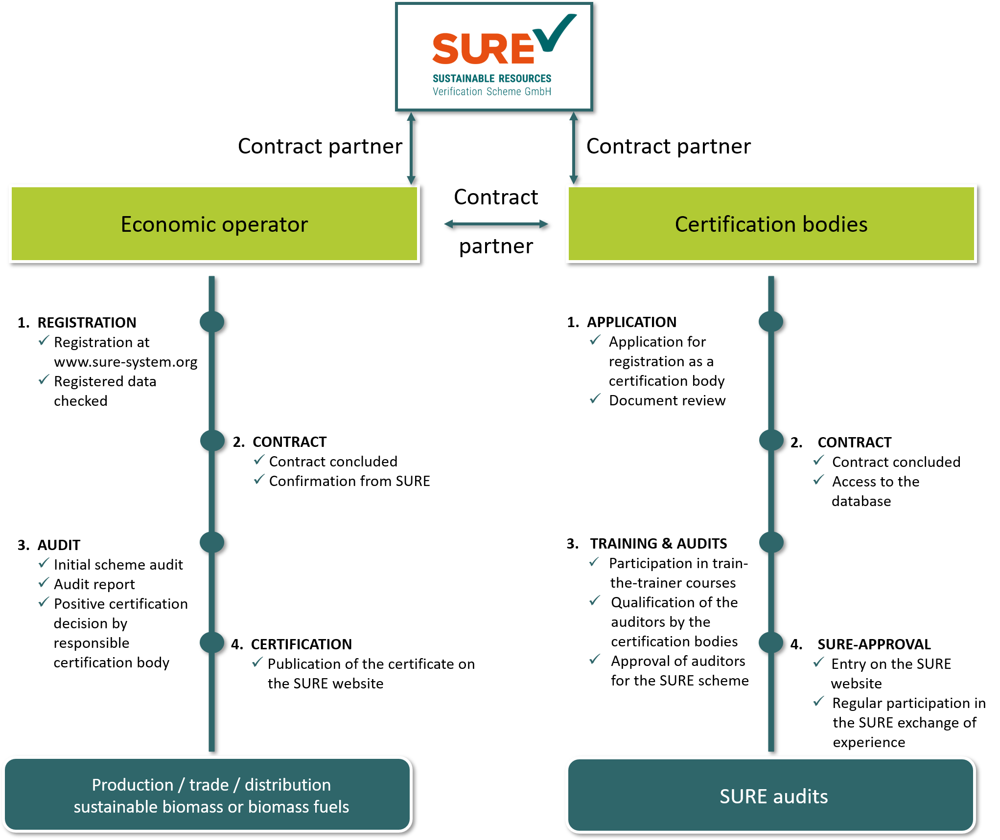 SURE
SUSTAINABLE RESOURCES
Verification Scheme GmbH
Contract partner
Contract partner
Economic operator
Contract
partner
Certification bodies
1. REGISTRATION
Registration at
www.sure-system.org
Registered data
checked
2. CONTRACT
Contract concluded
Confirmation from SURE
3. AUDIT
Initial scheme audit
Audit report
Positive certification
decision by
responsible
certification body
4. CERTIFICATION
Publication of the certificate on
the SURE website
Production / trade / distribution
sustainable biomass or biomass fuels
1. APPLICATION
Application for
registration as a
certification body
Document review
2. CONTRACT
Contract concluded
Access to the
database
3. TRAINING & AUDITS
Participation in train-
the-trainer courses
Qualification of the
auditors by the
certification bodies
Approval of auditors
for the SURE scheme
4. SURE-APPROVAL
Entry on the SURE
website
Regular participation in
the SURE exchange of
experience
SURE audits